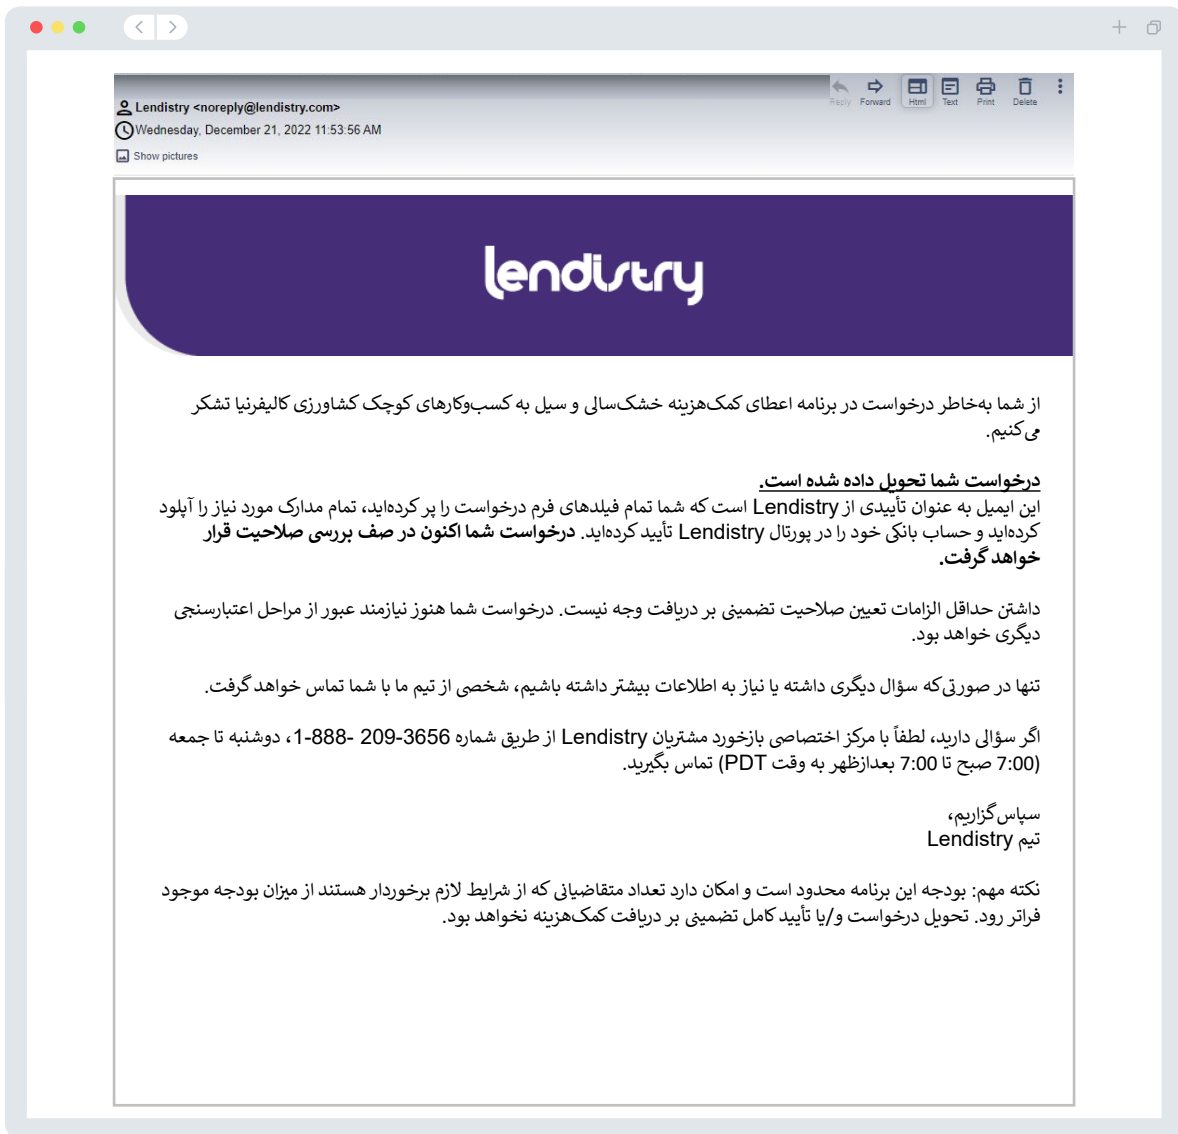 Lendistry <noreply@lendistry.com>
Wednesday, December 21, 2022 11:53:56 AM
Show pictures
Reply Forward Html Text Print Delete
lendistry
از شما به‌خاطر درخواست در برنامه اعطای کمک‌هزینه خشک‌سالی و سیل به کسب‌وکارهای کوچک کشاورزی کالیفرنیا تشکر
می‌کنیم.
درخواست شما تحویل داده شده است.
این ایمیل به عنوان تأییدی از Lendistry است که شما تمام فیلدهای فرم درخواست را پر کرده‌اید، تمام مدارک مورد نیاز را آپلود
کرده‌اید و حساب بانکی خود را در پورتال Lendistry تأیید کرده‌اید. درخواست شما اکنون در صف بررسی صلاحیت قرار
خواهد گرفت.
داشتن حداقل الزامات تعیین صلاحیت تضمینی بر دریافت وجه نیست. درخواست شما هنوز نیازمند عبور از مراحل اعتبارسنجی
دیگری خواهد بود.
تنها در صورتی‌که سؤال دیگری داشته یا نیاز به اطلاعات بیشتر داشته باشیم، شخصی از تیم ما با شما تماس خواهد گرفت.
اگر سؤالی دارید، لطفاً با مرکز اختصاصی بازخورد مشتریان Lendistry از طریق شماره 1-888- 209-3656، دوشنبه تا جمعه
(7:00 صبح تا 7:00 بعدازظهر به وقت PDT) تماس بگیرید.
سپاس‌گزاریم،
تیم Lendistry
نکته مهم: بودجه این برنامه محدود است و امکان دارد تعداد متقاضیانی که از شرایط لازم برخوردار هستند از میزان بودجه موجود
فراتر رود. تحویل درخواست و/یا تأیید کامل تضمینی بر دریافت کمک‌هزینه نخواهد بود.